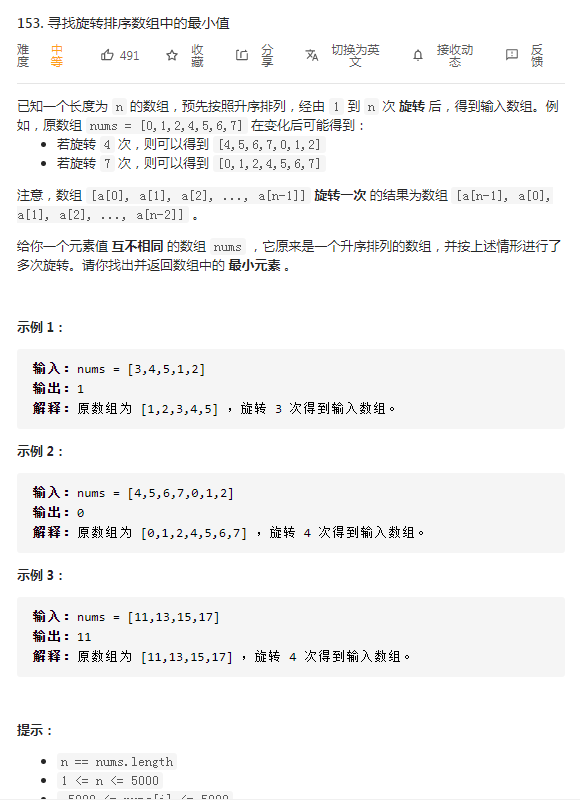 153. 寻找旋转排序数组中的最小值
难度 中等 491 收藏 分享 切换为英文 接收动态 反馈
已知一个长度为 n 的数组，预先按照升序排列，经由 1 到 n 次 旋转 后，得到输入数组。例
如，原数组 nums = [0,1,2,4,5,6,7] 在变化后可能得到：
• 若旋转 4 次，则可以得到 [4,5,6,7,0,1,2]
• 若旋转 7 次，则可以得到 [0,1,2,4,5,6,7]
注意，数组 [a[0], a[1], a[2], ..., a[n-1]] 旋转一次 的结果为数组 [a[n-1], a[0],
a[1], a[2], ..., a[n-2]] 。
给你一个元素值 互不相同 的数组 nums ，它原来是一个升序排列的数组，并按上述情形进行了
多次旋转。请你找出并返回数组中的 最小元素 。
示例 1：
输入：nums = [3,4,5,1,2]
输出：1
解释：原数组为 [1,2,3,4,5] ，旋转 3 次得到输入数组。
示例 2：
输入：nums = [4,5,6,7,0,1,2]
输出：0
解释：原数组为 [0,1,2,4,5,6,7] ，旋转 4 次得到输入数组。
示例 3：
输入：nums = [11,13,15,17]
输出：11
解释：原数组为 [11,13,15,17] ，旋转 4 次得到输入数组。
提示：
• n == nums.length
• 1 <= n <= 5000
• -5000 <= nums[i] <= 5000